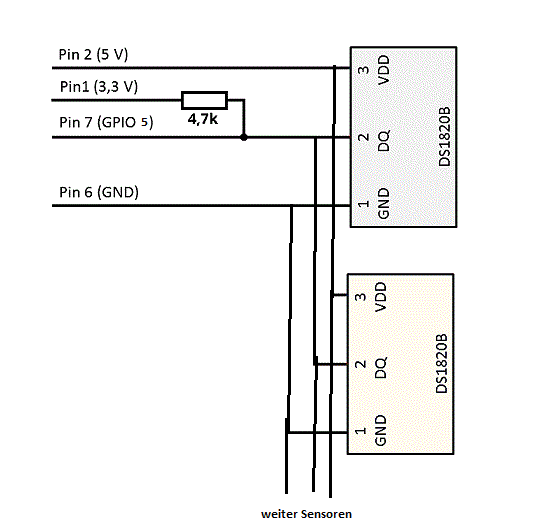 Pin 2 (5 V)
Pin1 (3,3 V)
4,7k
Pin 7 (GPIO 5)
Pin 6 (GND)
3
VDD
2
DQ
1
GND
DS1820B
3
VDD
2
DQ
1
GND
DS1820B
weiter Sensoren